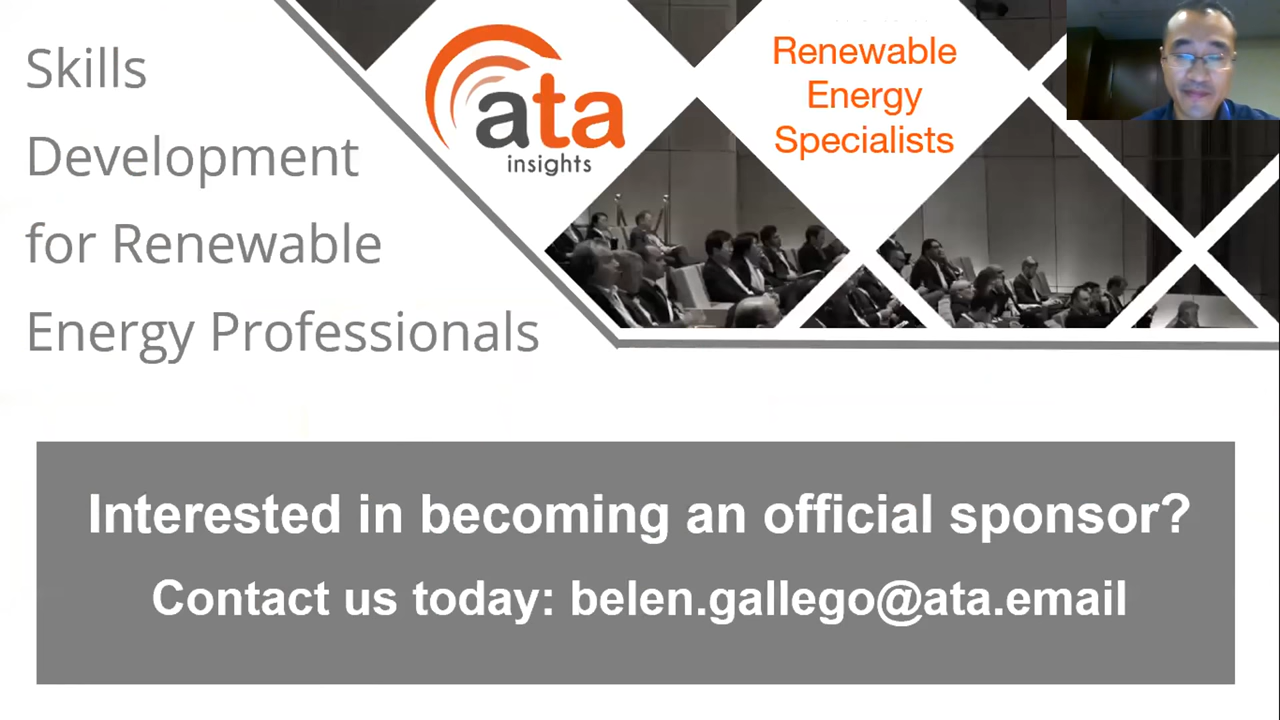 Skills
Development
for Renewable
Energy Professionals
ata
insights
Renewable
Energy
Specialists
Interested in becoming an official sponsor?
Contact us today: belen.gallego@ata.email